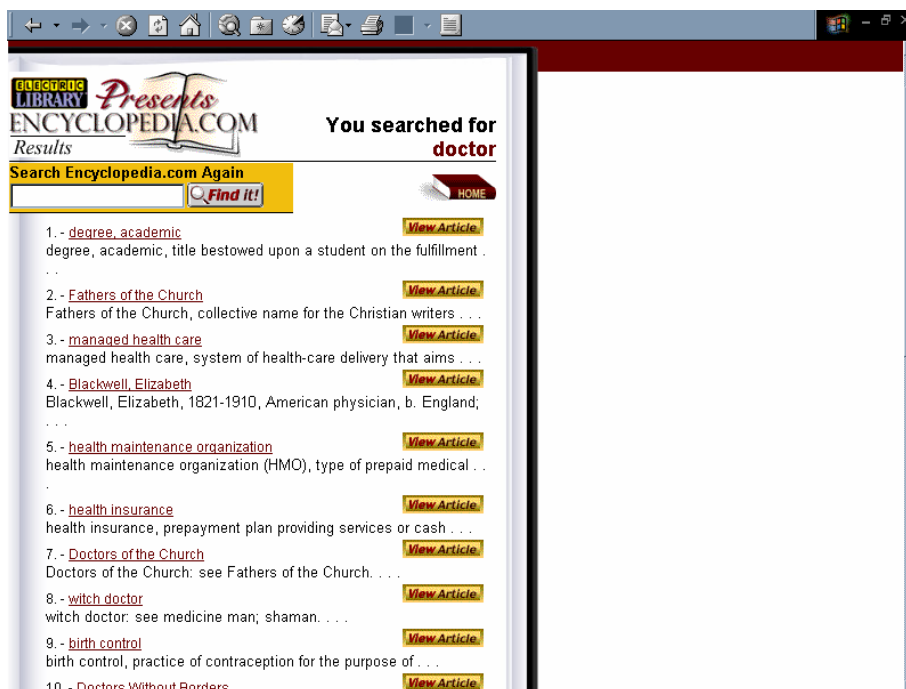 ELECTRIC
LIBRARY Presents
ENCYCLOPEDIA.COM
Results
You searched for
doctor
Search Encyclopedia.com Again
Find it!
HOME
1. - degree, academic View Article
degree, academic, title bestowed upon a student on the fulfillment .
. .
2. - Fathers of the Church View Article
Fathers of the Church, collective name for the Christian writers . . .
3. - managed health care View Article
managed health care, system of health-care delivery that aims . . .
4. - Blackwell, Elizabeth View Article
Blackwell, Elizabeth, 1821-1910, American physician, b. England;
. . .
5. - health maintenance organization View Article
health maintenance organization (HMO), type of prepaid medical . .
.
6. - health insurance View Article
health insurance, prepayment plan providing services or cash . . .
7. - Doctors of the Church View Article
Doctors of the Church: see Fathers of the Church. . . .
8. - witch doctor View Article
witch doctor: see medicine man; shaman. . . .
9. - birth control View Article
birth control, practice of contraception for the purpose of . . .
10. - Doctors Without Borders View Article